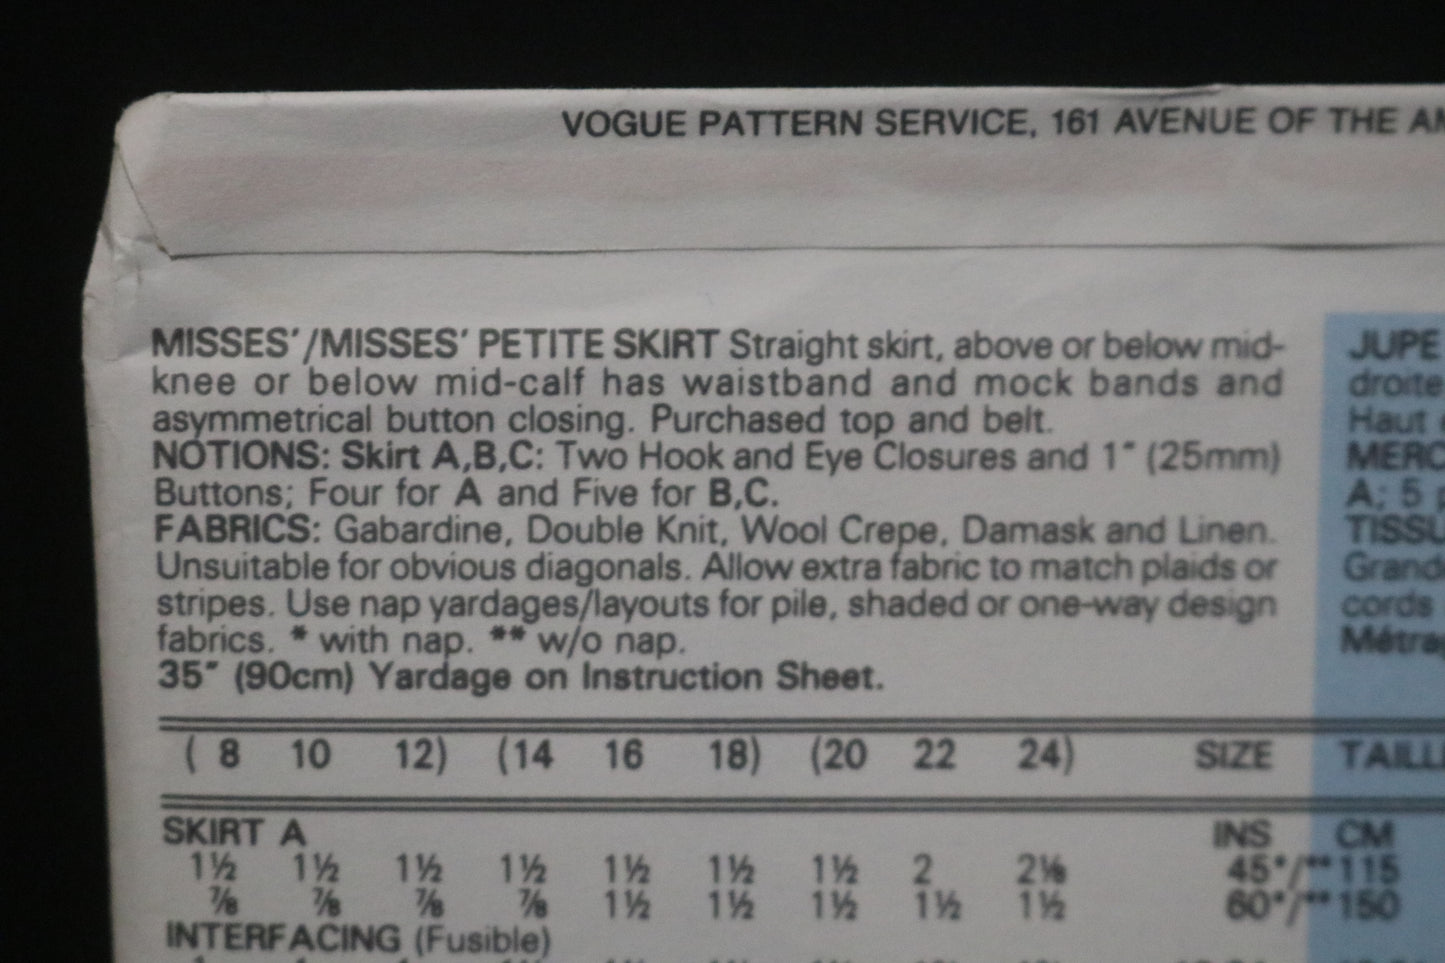 VOGUE PATTERN SERVICE, 161 AVENUE OF THE
MISSES'/MISSES' PETITE SKIRT Straight skirt, above or below mid-
knee or below mid-calf has waistband and mock bands and
asymmetrical button closing. Purchased top and belt.
NOTIONS: Skirt A,B,C: Two Hook and Eye Closures and 1" (25mm)
Buttons; Four for A and Five for B,C.
FABRICS: Gabardine, Double Knit, Wool Crepe, Damask and Linen.
Unsuitable for obvious diagonals. Allow extra fabric to match plaids or
stripes. Use nap yardages/layouts for pile, shaded or one-way design
fabrics. * with nap. ** w/o nap.
35" (90cm) Yardage on Instruction Sheet.
( 8 10 12) (14 16 18) (20 22 24) SIZE
SKIRT A INS CM
1½ 1½ 1½ 1½ 1½ 1½ 1½ 2 2⅛ 45*/**115
⅞ ⅞ ⅞ ⅞ 1½ 1½ 1½ 1½ 1½ 60*/**150
INTERFACING (Fusible)
JUPE
droite
Haut
A; 5
cords